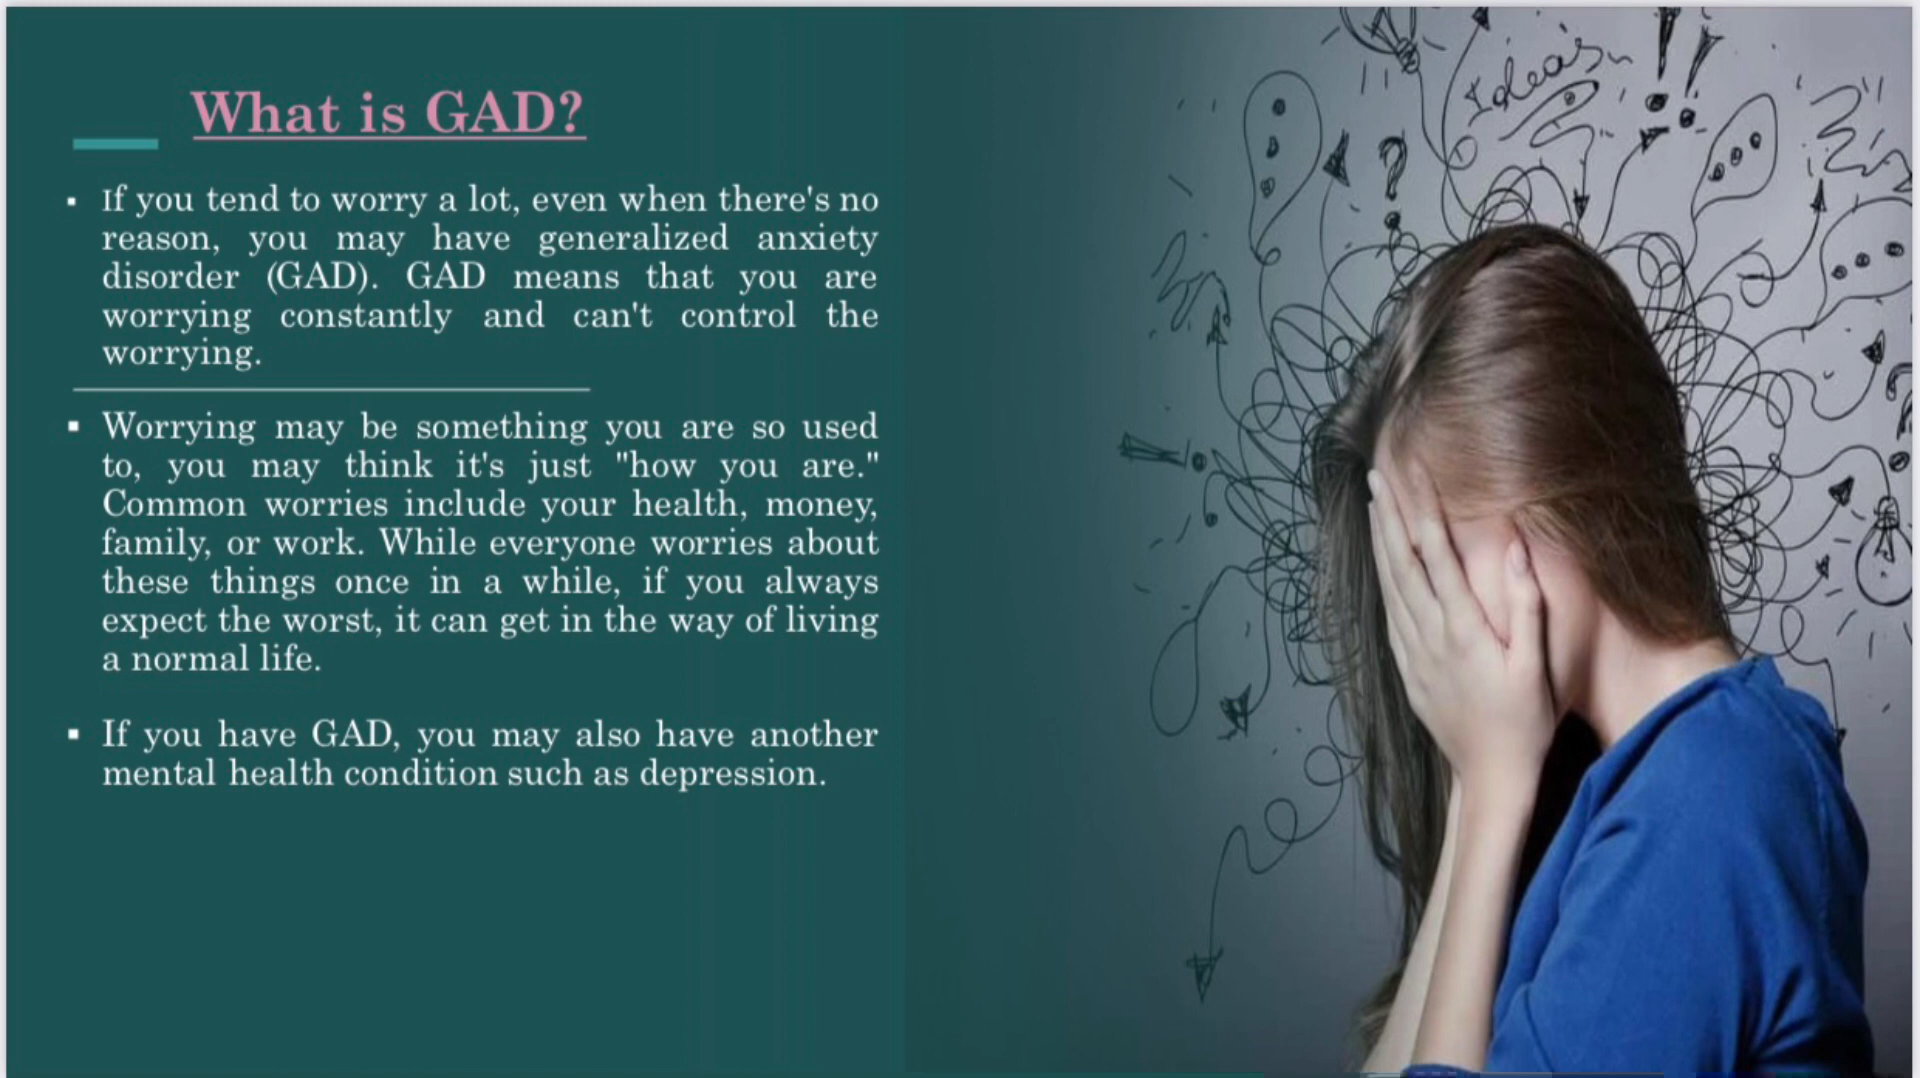 What is GAD?
▪ If you tend to worry a lot, even when there's no
reason, you may have generalized anxiety
disorder (GAD). GAD means that you are
worrying constantly and can't control the
worrying.
▪ Worrying may be something you are so used
to, you may think it's just "how you are."
Common worries include your health, money,
family, or work. While everyone worries about
these things once in a while, if you always
expect the worst, it can get in the way of living
a normal life.
▪ If you have GAD, you may also have another
mental health condition such as depression.
Ideas